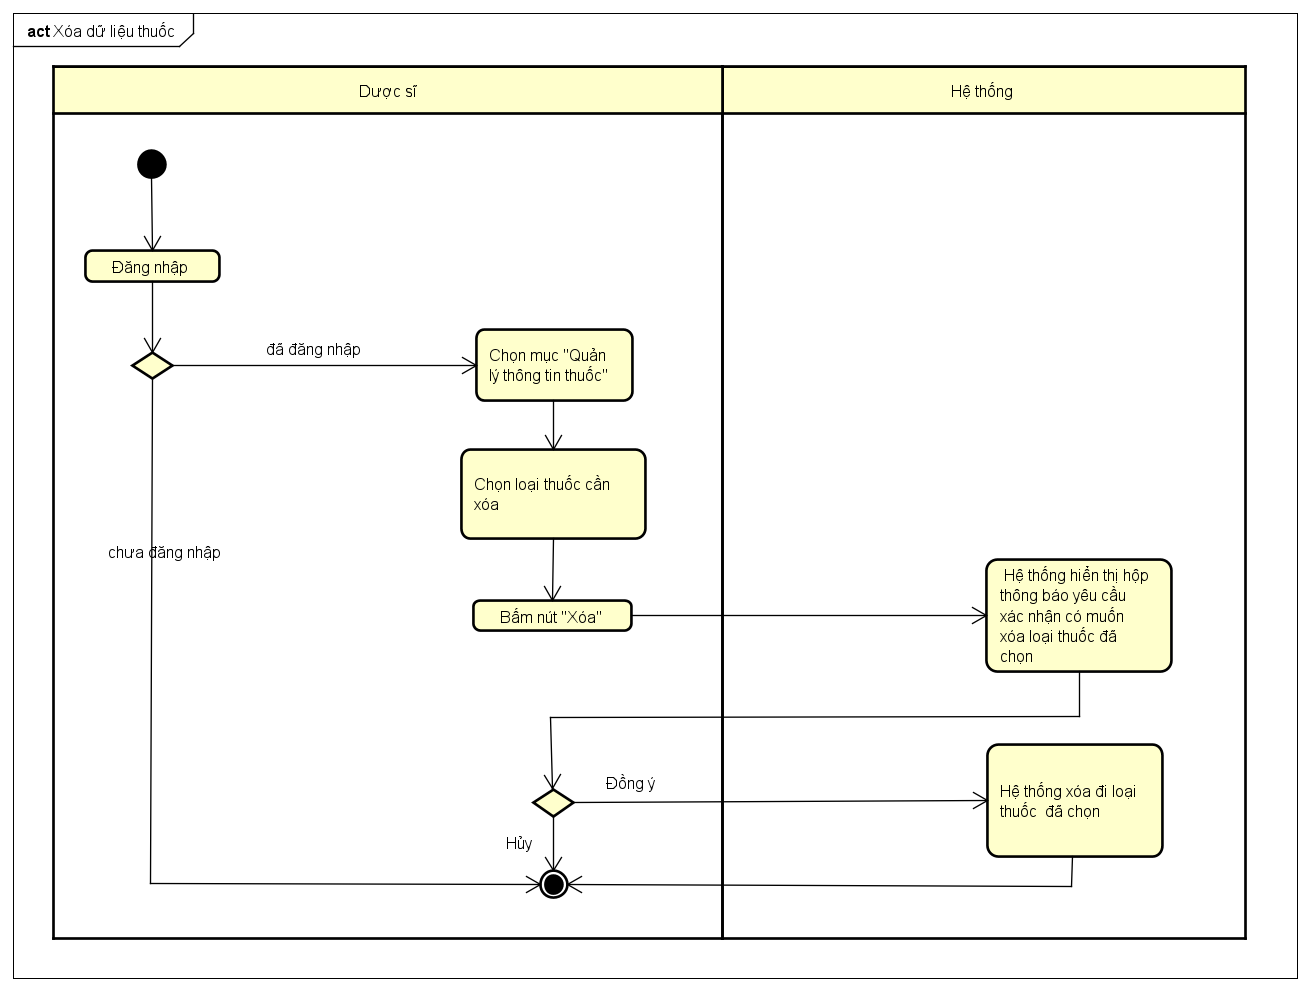 act Xóa dữ liệu thuốc
Dược sĩ
Hệ thống
Đăng nhập
đã đăng nhập
Chọn mục "Quản
lý thông tin thuốc"
Chọn loại thuốc cần
xóa
chưa đăng nhập
Bấm nút "Xóa"
Hệ thống hiển thị hộp
thông báo yêu cầu
xác nhận có muốn
xóa loại thuốc đã
chọn
Đồng ý
Hệ thống xóa đi loại
thuốc đã chọn
Hủy